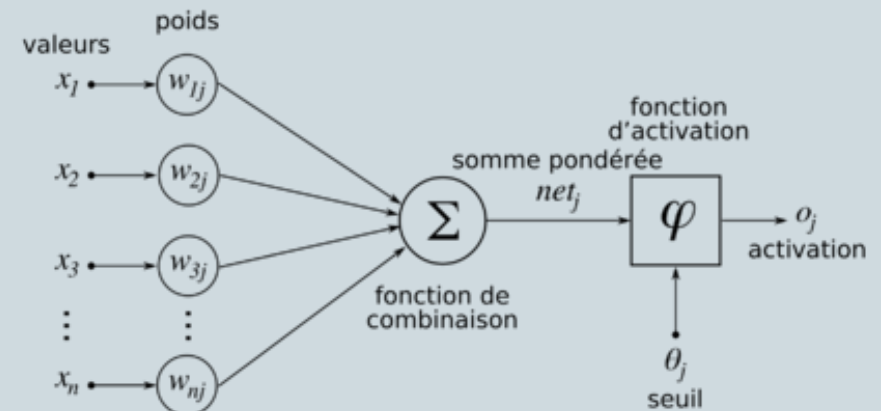 poids
valeurs
x1
w1j
x2
w2j
x3
w3j
⋮ ⋮
xn
wnj
Σ
fonction de
combinaison
somme pondérée
netj
fonction
d'activation
φ
oj
activation
θj
seuil